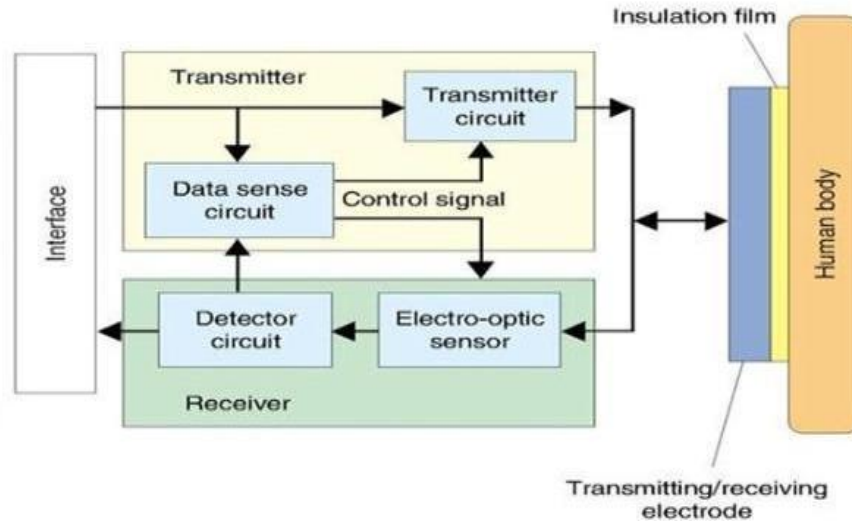 Insulation film
Transmitter
Transmitter
circuit
Data sense
circuit
Control signal
Interface
Human body
Detector
circuit
Electro-optic
sensor
Receiver
Transmitting/receiving
electrode